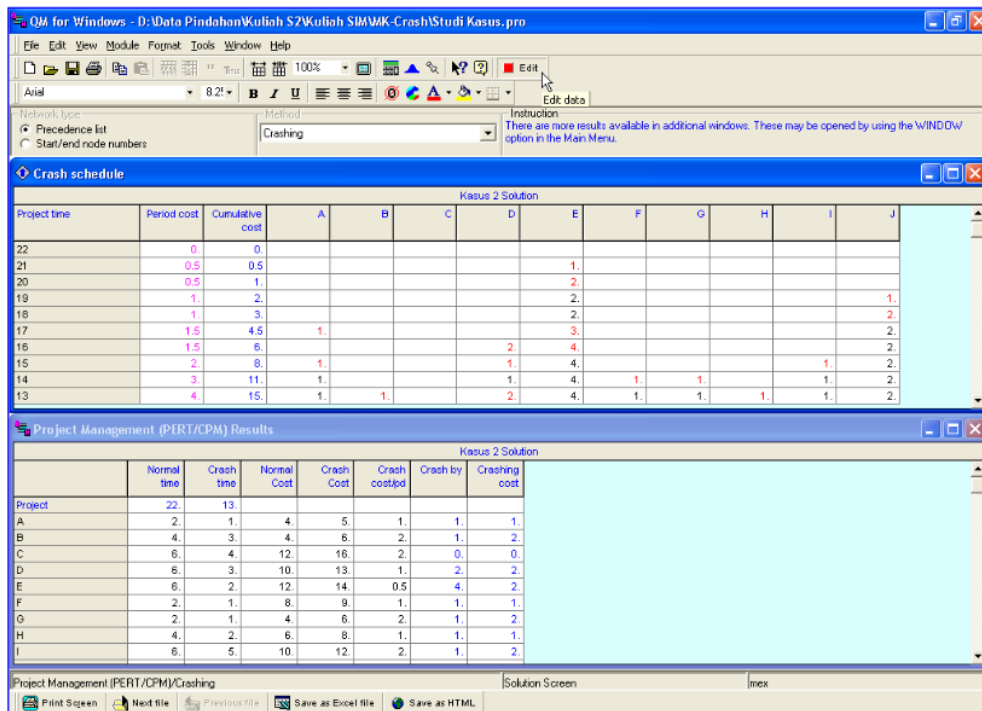 QM for Windows - D:\Data Pindahan\Kuliah S2\Kuliah SIM\MK-Crash\Studi Kasus.pro
File Edit View Module Format Tools Window Help
100% Edit
Arial 8.2 B I U Edit data
Network type Method Instruction
Precedence list Crashing There are more results available in additional windows. These may be opened by using the WINDOW
Start/end node numbers option in the Main Menu.
Crash schedule
Kasus 2 Solution
Project time Period cost Cumulative cost A B C D E F G H I J
22 0. 0.
21 0.5 0.5 1.
20 0.5 1. 2.
19 1. 2. 2. 1.
18 1. 3. 2. 2.
17 1.5 4.5 1. 3. 2.
16 1.5 6. 2. 4. 2.
15 2. 8. 1. 1. 4. 1. 2.
14 3. 11. 1. 1. 4. 1. 1. 1. 2.
13 4. 15. 1. 1. 2. 4. 1. 1. 1. 1. 2.
Project Management (PERT/CPM) Results
Kasus 2 Solution
Normal time Crash time Normal Cost Crash Cost Crash cost/pd Crash by Crashing cost
Project 22. 13.
A 2. 1. 4. 5. 1. 1. 1.
B 4. 3. 4. 6. 2. 1. 2.
C 6. 4. 12. 16. 2. 0. 0.
D 6. 3. 10. 13. 1. 2. 2.
E 6. 2. 12. 14. 0.5 4. 2.
F 2. 1. 8. 9. 1. 1. 1.
G 2. 1. 4. 6. 2. 1. 2.
H 4. 2. 6. 8. 1. 1. 1.
I 6. 5. 10. 12. 2. 1. 2.
Project Management (PERT/CPM)/Crashing Solution Screen mex
Print Screen Next file Previous file Save as Excel file Save as HTML